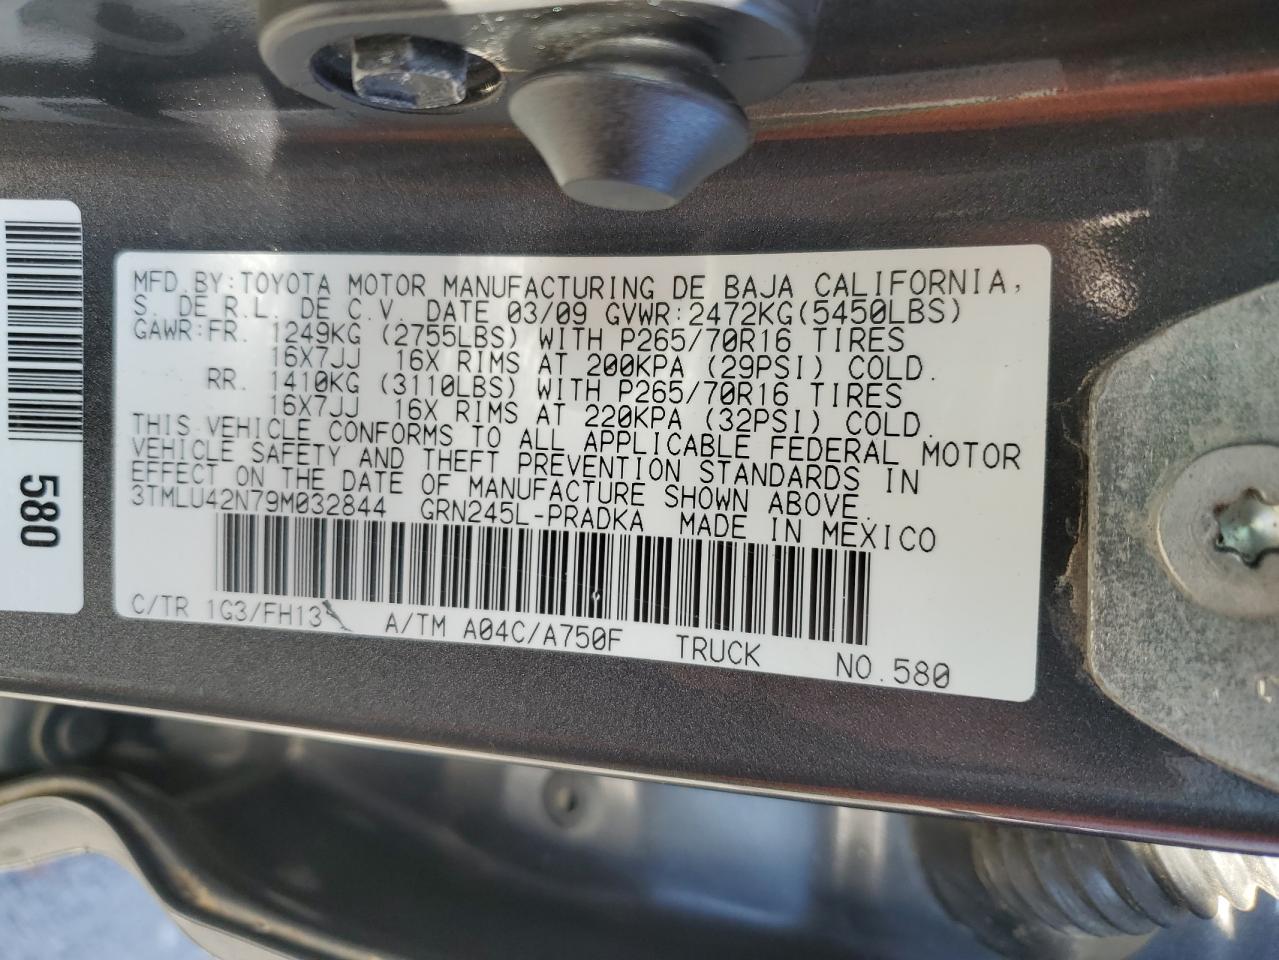 MFD.BY:TOYOTA MOTOR MANUFACTURING DE BAJA CALIFORNIA,
S. DE R.L. DE C.V. DATE 03/09 GVWR:2472KG(5450LBS)
GAWR:FR. 1249KG (2755LBS) WITH P265/70R16 TIRES
16X7JJ 16X RIMS AT 200KPA (29PSI) COLD.
RR. 1410KG (3110LBS) WITH P265/70R16 TIRES
16X7JJ 16X RIMS AT 220KPA (32PSI) COLD.
THIS VEHICLE CONFORMS TO ALL APPLICABLE FEDERAL MOTOR
VEHICLE SAFETY AND THEFT PREVENTION STANDARDS IN
EFFECT ON THE DATE OF MANUFACTURE SHOWN ABOVE.
3TMLU42N79M032844 GRN245L-PRADKA MADE IN MEXICO
C/TR 1G3/FH13 A/TM A04C/A750F TRUCK NO.580
580